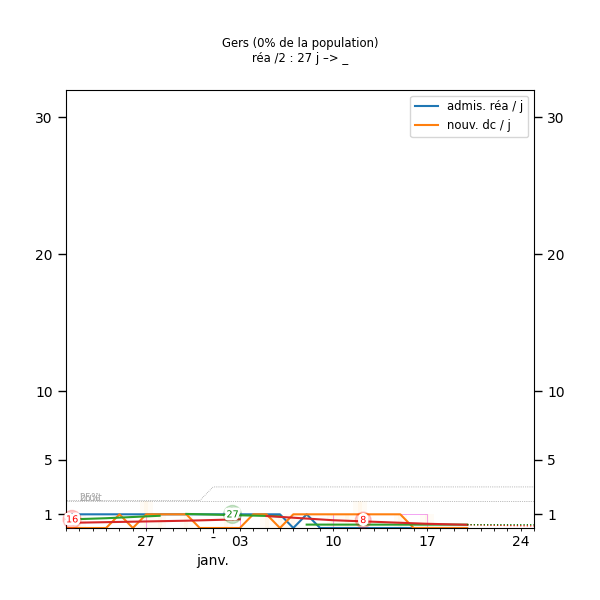 Gers (0% de la population)
réa /2 : 27 j –> _
admis. réa / j
nouv. dc / j
30 30
20 20
10 10
5 5
1 1
16 27 8
27 - 03 10 17 24
janv.